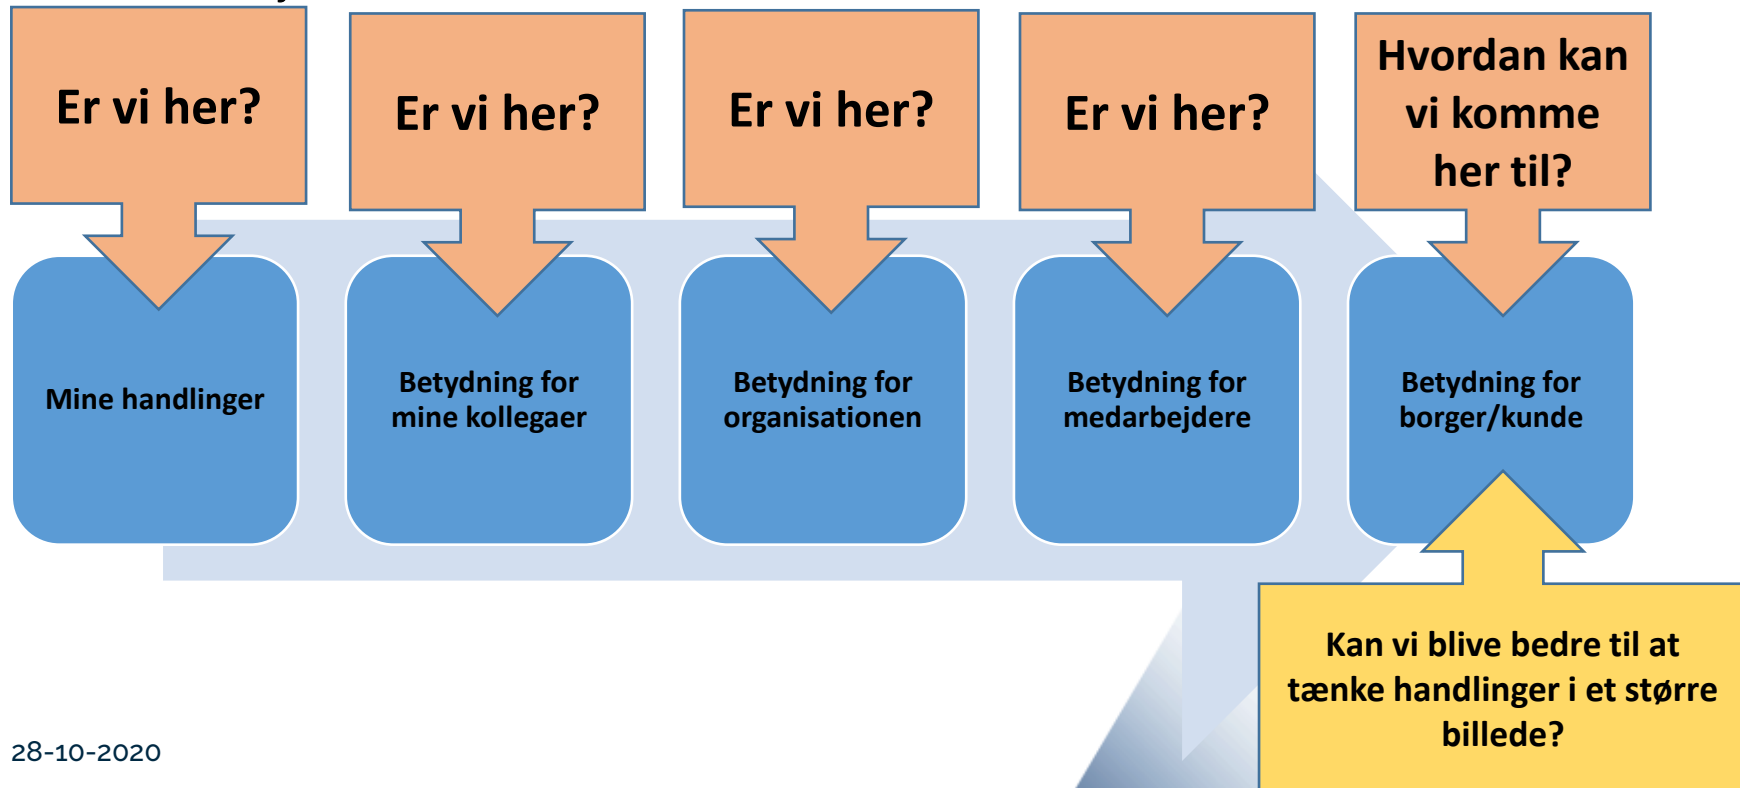 Er vi her?
Er vi her?
Er vi her?
Er vi her?
Hvordan kan
vi komme
her til?
Mine handlinger
Betydning for
mine kollegaer
Betydning for
organisationen
Betydning for
medarbejdere
Betydning for
borger/kunde
Kan vi blive bedre til at
tænke handlinger i et større
billede?
28-10-2020